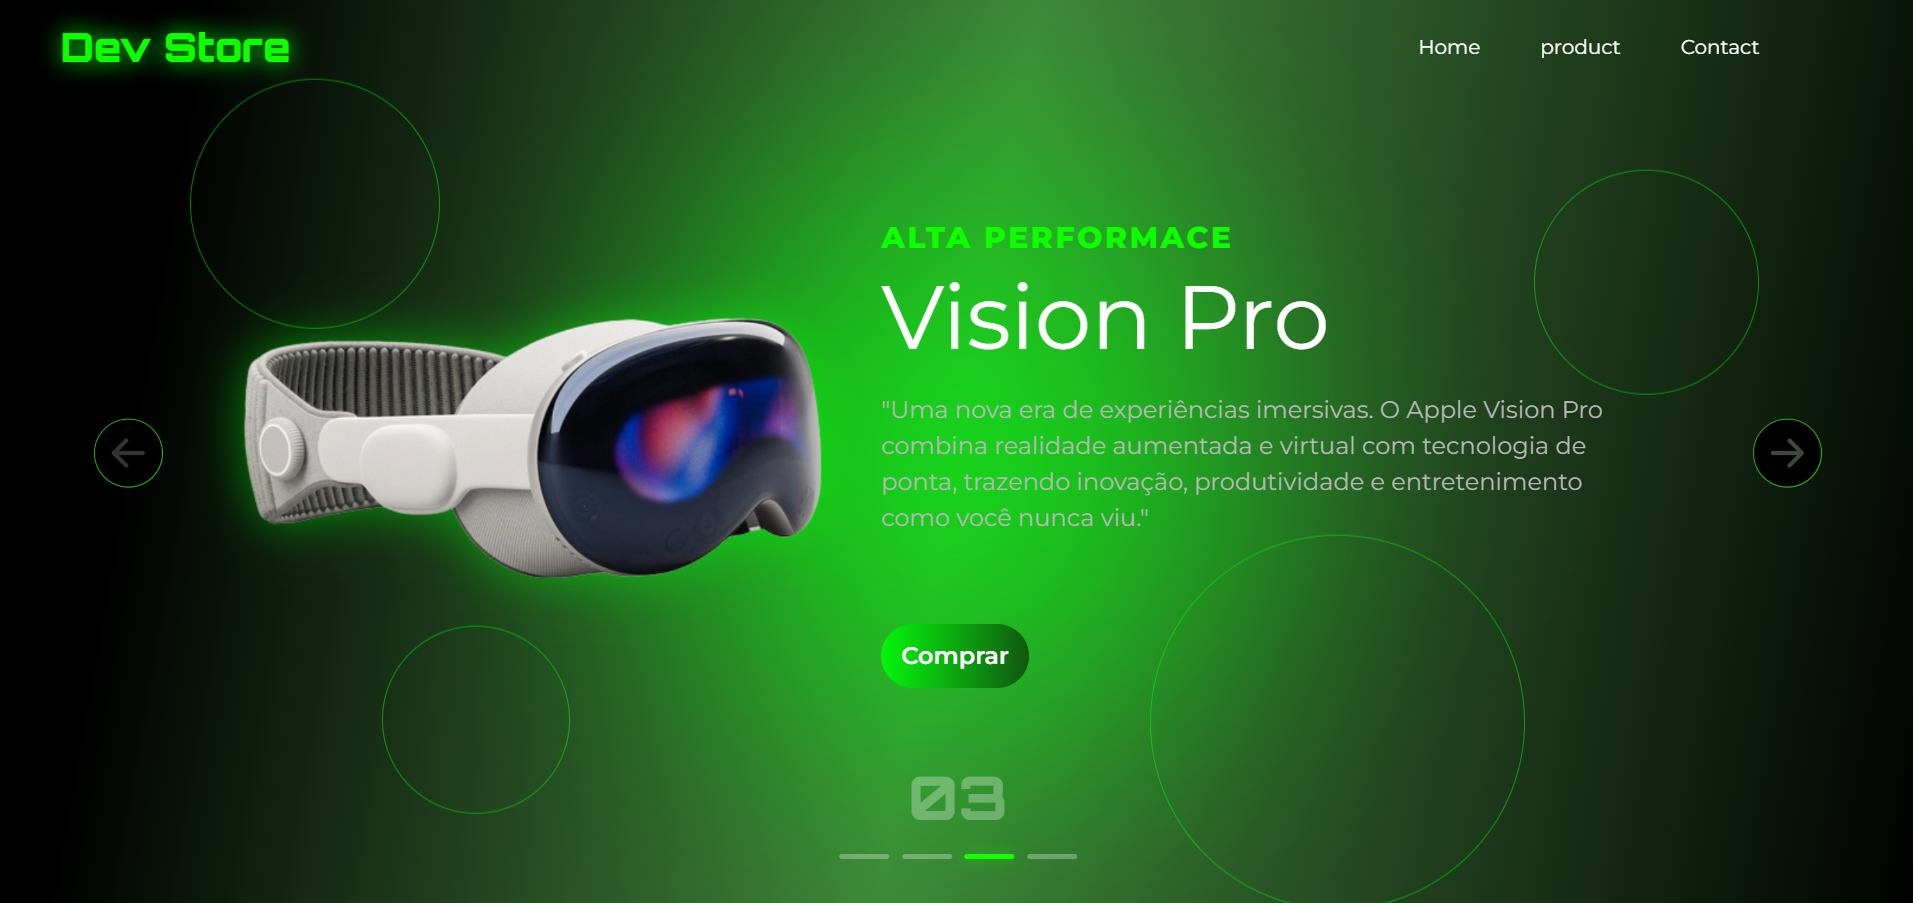 Dev Store
Home
product
Contact
ALTA PERFORMACE
Vision Pro
"Uma nova era de experiências imersivas. O Apple Vision Pro
combina realidade aumentada e virtual com tecnologia de
ponta, trazendo inovação, produtividade e entretenimento
como você nunca viu."
Comprar
03